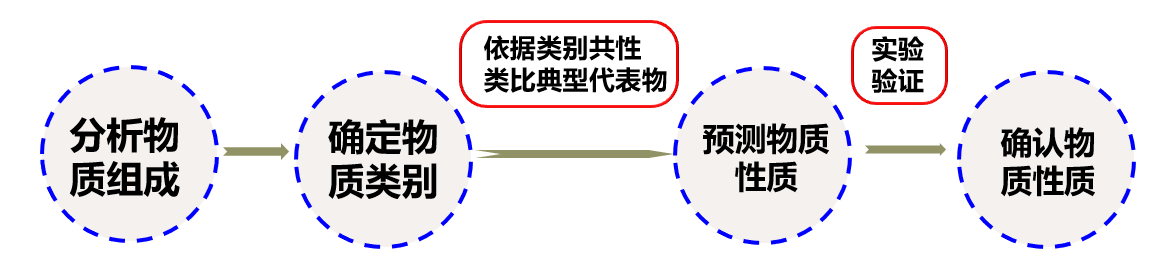 分析物
质组成
确定物
质类别
依据类别共性
类比典型代表物
预测物质
性质
实验
验证
确认物
质性质